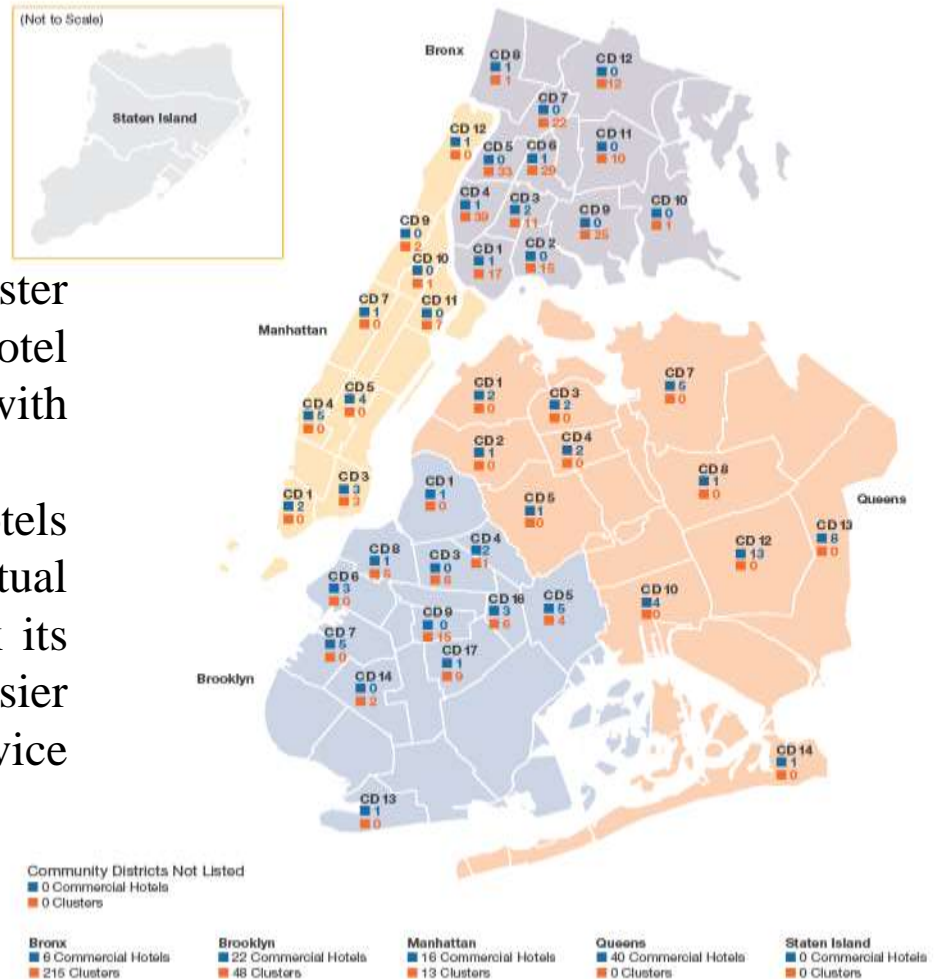 (Not to Scale)
Staten Island
Bronx
CD 8
1
1
CD 12
0
12
CD 7
0
22
CD 12
1
0
CD 5
0
33
CD 6
1
29
CD 11
0
10
CD 4
1
39
CD 3
2
11
CD 9
0
25
CD 10
0
1
CD 1
1
17
CD 2
0
15
CD 9
0
2
CD 10
0
1
CD 7
1
0
CD 11
0
7
Manhattan
CD 5
4
0
CD 4
5
0
CD 3
3
3
CD 1
2
0
ster
otel
with
tels
tual
its
sier
vice
CD 1
2
0
CD 3
2
0
CD 7
5
0
CD 2
1
0
CD 4
2
0
CD 8
1
0
CD 5
1
0
Queens
CD 13
8
0
CD 12
13
0
CD 10
4
0
CD 14
1
0
CD 1
1
0
CD 8
1
5
CD 3
0
6
CD 4
2
1
CD 6
3
0
CD 9
0
15
CD 16
3
6
CD 5
5
4
CD 7
5
0
CD 17
1
9
Brooklyn
CD 14
0
2
CD 13
1
0
Community Districts Not Listed
0 Commercial Hotels
0 Clusters
Bronx
6 Commercial Hotels
215 Clusters
Brooklyn
22 Commercial Hotels
48 Clusters
Manhattan
16 Commercial Hotels
13 Clusters
Queens
40 Commercial Hotels
0 Clusters
Staten Island
0 Commercial Hotels
0 Clusters